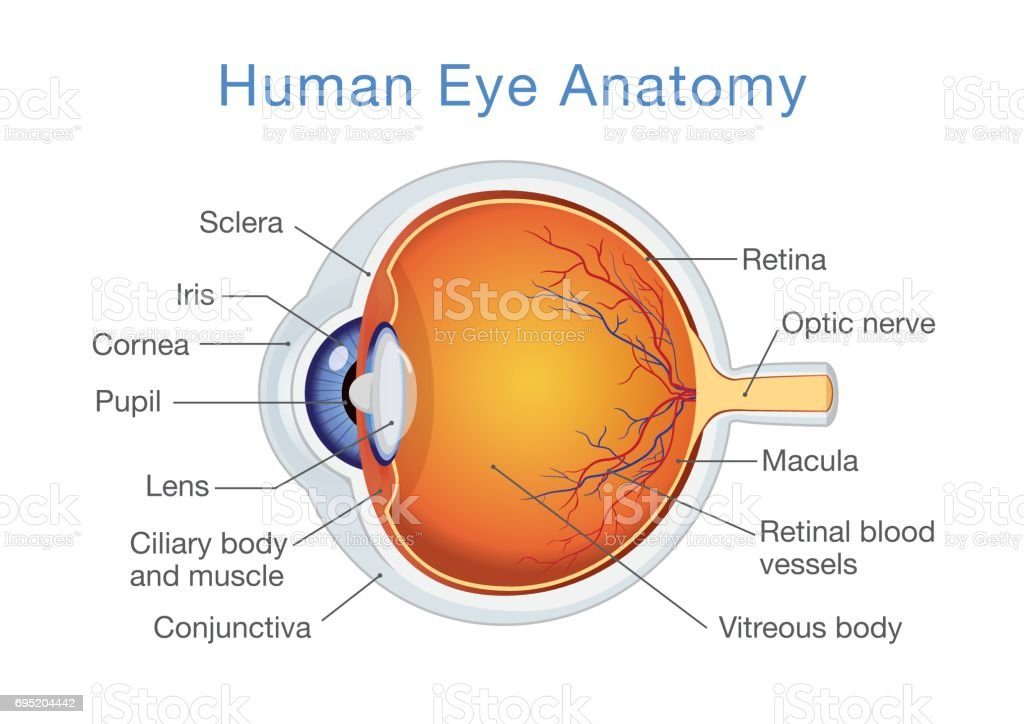 Human Eye Anatomy
Sclera
Iris
Cornea
Pupil
Lens
Ciliary body
and muscle
Conjunctiva
Retina
Optic nerve
Macula
Retinal blood
vessels
Vitreous body
iStock
by Getty Images™
695204442